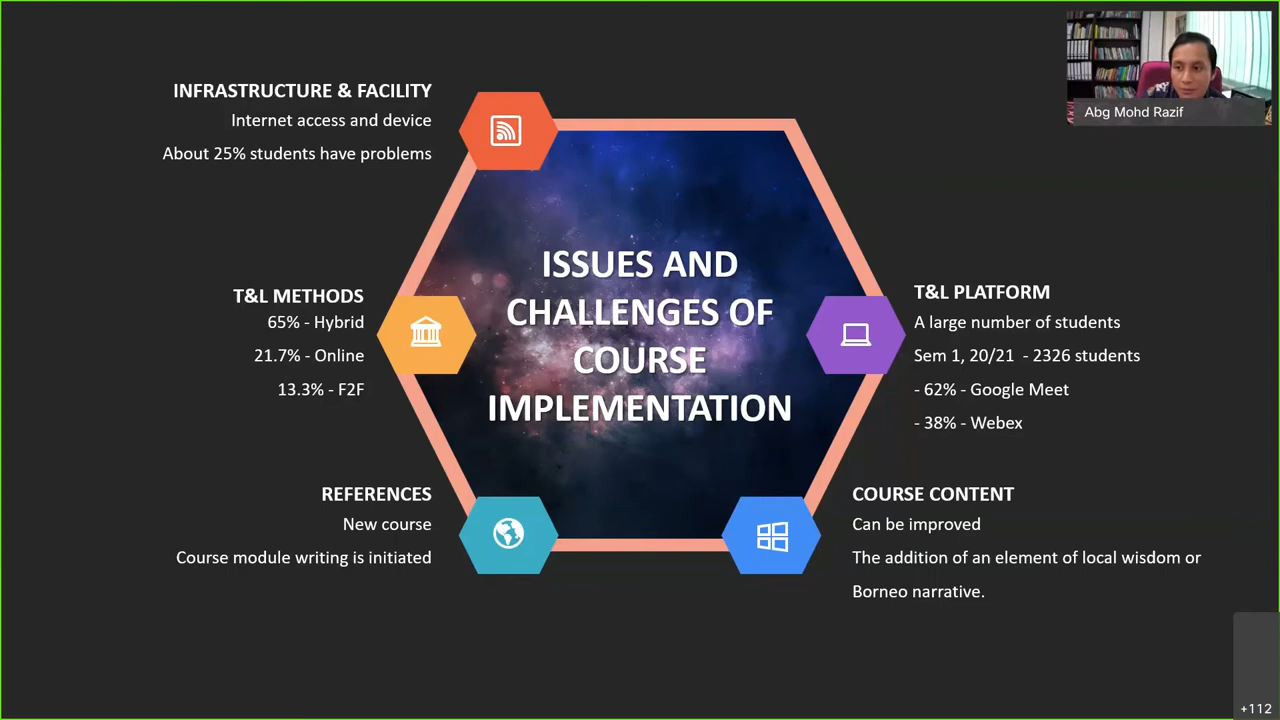 INFRASTRUCTURE & FACILITY
Internet access and device
About 25% students have problems
T&L METHODS
65% - Hybrid
21.7% - Online
13.3% - F2F
REFERENCES
New course
Course module writing is initiated
ISSUES AND
CHALLENGES OF
COURSE
IMPLEMENTATION
T&L PLATFORM
A large number of students
Sem 1, 20/21 - 2326 students
- 62% - Google Meet
- 38% - Webex
COURSE CONTENT
Can be improved
The addition of an element of local wisdom or
Borneo narrative.
Abg Mohd Razif
+112